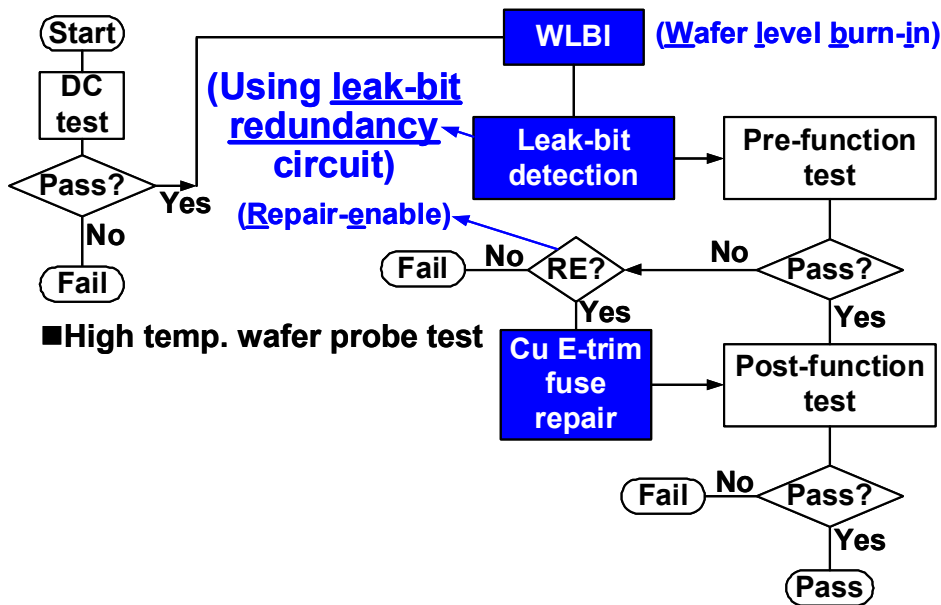 Start
DC
test
Pass?
Yes
No
Fail
WLBI
(Wafer level burn-in)
(Using leak-bit
redundancy
circuit)
Leak-bit
detection
Pre-function
test
(Repair-enable)
Fail
No
RE?
No
Pass?
Yes
Yes
■High temp. wafer probe test
Cu E-trim
fuse
repair
Post-function
test
Fail
No
Pass?
Yes
Pass